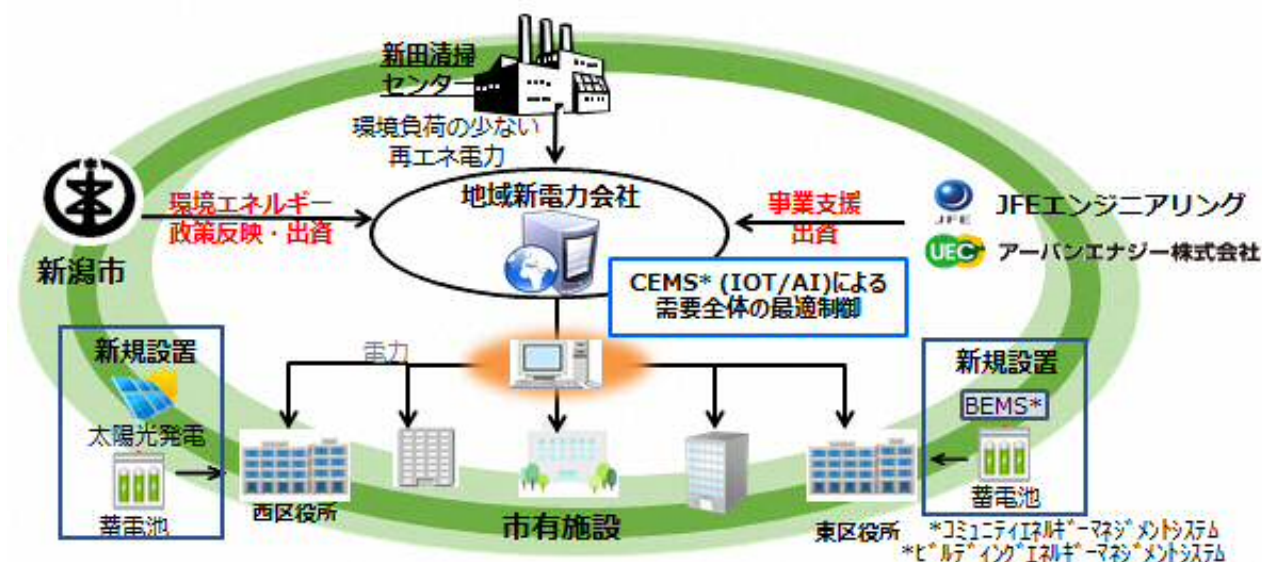 新田清掃
センター
環境負荷の少ない
再エネ電力
地域新電力会社
環境エネルギー
政策反映・出資
新潟市
事業支援
出資
JFE
JFEエンジニアリング
UEC
アーバンエナジー株式会社
CEMS* (IOT/AI)による
需要全体の最適制御
新規設置
太陽光発電
蓄電池
電力
西区役所
市有施設
東区役所
新規設置
BEMS*
蓄電池
*コミュニティエネルギーマネジメントシステム
*ビルディングエネルギーマネジメントシステム